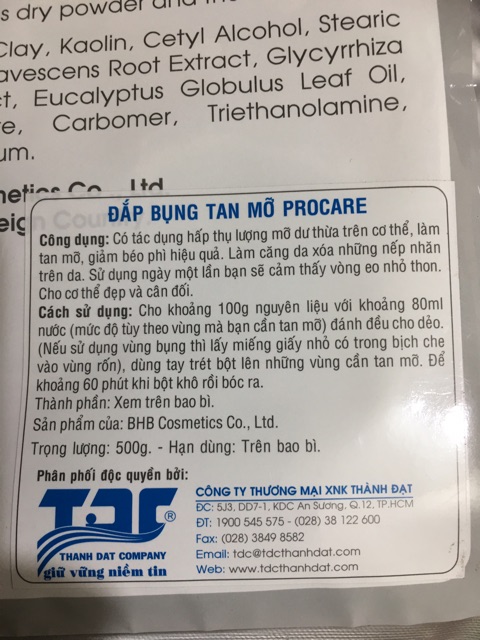 s dry powder and
Clay, Kaolin, Cetyl Alcohol, Stearic
avescens Root Extract, Glycyrrhiza
ct, Eucalyptus Globulus Leaf Oil,
e, Carbomer, Triethanolamine,
um.
metics Co., Ltd
eign Country
ĐẮP BỤNG TAN MỠ PROCARE
Công dụng: Có tác dụng hấp thụ lượng mỡ dư thừa trên cơ thể, làm
tan mỡ, giảm béo phì hiệu quả. Làm căng da xóa những nếp nhăn
trên da. Sử dụng ngày một lần bạn sẽ cảm thấy vòng eo nhỏ thon.
Cho cơ thể đẹp và cân đối.
Cách sử dụng: Cho khoảng 100g nguyên liệu với khoảng 80ml
nước (mức độ tùy theo vùng mà bạn cần tan mỡ) đánh đều cho dẻo.
(Nếu sử dụng vùng bụng thì lấy miếng giấy nhỏ có trong bịch che
vào vùng rốn), dùng tay trét bột lên những vùng cần tan mỡ. Để
khoảng 60 phút khi bột khô rồi bóc ra.
Thành phần: Xem trên bao bì.
Sản phẩm của: BHB Cosmetics Co., Ltd.
Trọng lượng: 500g. - Hạn dùng: Trên bao bì.
Phân phối độc quyền bởi:
TDC ®
THANH DAT COMPANY
giữ vững niềm tin
CÔNG TY THƯƠNG MẠI XNK THÀNH ĐẠT
ĐC: 5J3, DD7-1, KDC An Sương, Q.12, TP.HCM
ĐT: 1900 545 575 - (028) 38 122 600
Fax: (028) 3849 8582
Email: tdc@tdcthanhdat.com
Web: www.tdcthanhdat.com